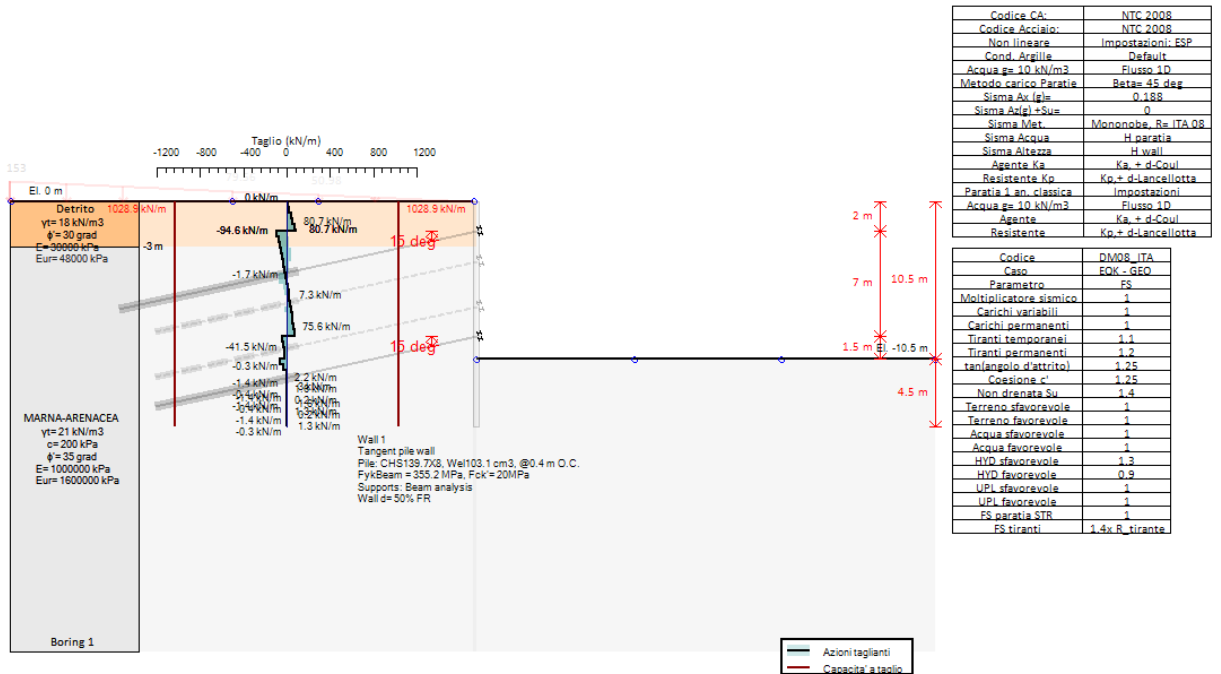 Taglio (kN/m)
-1200 -800 -400 0 400 800 1200
153
El. 0 m
0 kN/m
Detrito
γt= 18 kN/m3
ϕ'= 30 grad
E= 30000 kPa
Eur= 48000 kPa
1028.9 kN/m
1028.9 kN/m
-3 m
80.7 kN/m
-94.6 kN/m
80.7 kN/m
15 deg
-1.7 kN/m
7.3 kN/m
75.6 kN/m
-41.5 kN/m
15 deg
-0.3 kN/m
2.2 kN/m
-1.4 kN/m
-1.4 kN/m
-0.3 kN/m
1.3 kN/m
2 m
7 m
10.5 m
1.5 m
El. -10.5 m
4.5 m
MARNA-ARENACEA
γt= 21 kN/m3
c= 200 kPa
ϕ'= 35 grad
E= 1000000 kPa
Eur= 1600000 kPa
Boring 1
Wall 1
Tangent pile wall
Pile: CHS139.7X8, Wel103.1 cm3, @0.4 m O.C.
FykBeam = 355.2 MPa, Fck'= 20MPa
Supports: Beam analysis
Wall d= 50% FR
Azioni taglianti
Capacita' a taglio
Codice CA: NTC 2008
Codice Acciaio: NTC 2008
Non lineare Impostazioni: ESP
Cond. Argille Default
Acqua g= 10 kN/m3 Flusso 1D
Metodo carico Paratie Beta= 45 deg
Sisma Ax (g)= 0.188
Sisma Az(g) +Su= 0
Sisma Met. Mononobe, R= ITA 08
Sisma Acqua H paratia
Sisma Altezza H wall
Agente Ka Ka, + d-Coul
Resistente Kp Kp,+ d-Lancellotta
Paratia 1 an. classica Impostazioni
Acqua g= 10 kN/m3 Flusso 1D
Agente Ka, + d-Coul
Resistente Kp,+ d-Lancellotta
Codice DM08_ITA
Caso EQK - GEO
Parametro FS
Moltiplicatore sismico 1
Carichi variabili 1
Carichi permanenti 1
Tiranti temporanei 1.1
Tiranti permanenti 1.2
tan(angolo d'attrito) 1.25
Coesione c' 1.25
Non drenata Su 1.4
Terreno sfavorevole 1
Terreno favorevole 1
Acqua sfavorevole 1
Acqua favorevole 1
HYD sfavorevole 1.3
HYD favorevole 0.9
UPL sfavorevole 1
UPL favorevole 1
FS paratia STR 1
FS tiranti 1.4x R_tirante